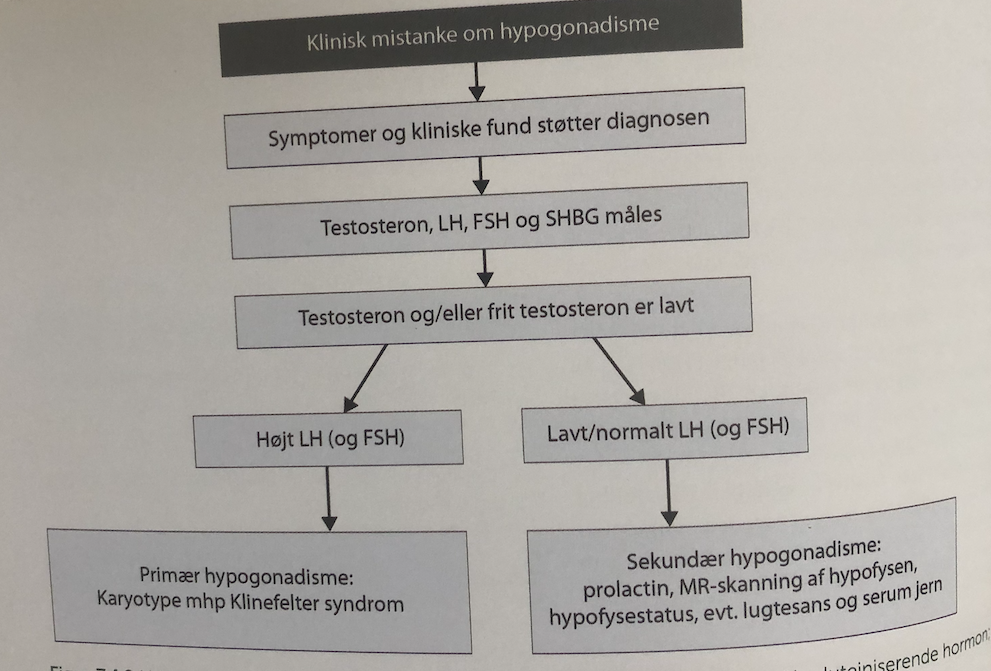 Klinisk mistanke om hypogonadisme
Symptomer og kliniske fund støtter diagnosen
Testosteron, LH, FSH og SHBG måles
Testosteron og/eller frit testosteron er lavt
Højt LH (og FSH)
Lavt/normalt LH (og FSH)
Primær hypogonadisme:
Karyotype mhp Klinefelter syndrom
Sekundær hypogonadisme:
prolactin, MR-skanning af hypofysen,
hypofysestatus, evt. lugtesans og serum jern
hormon: